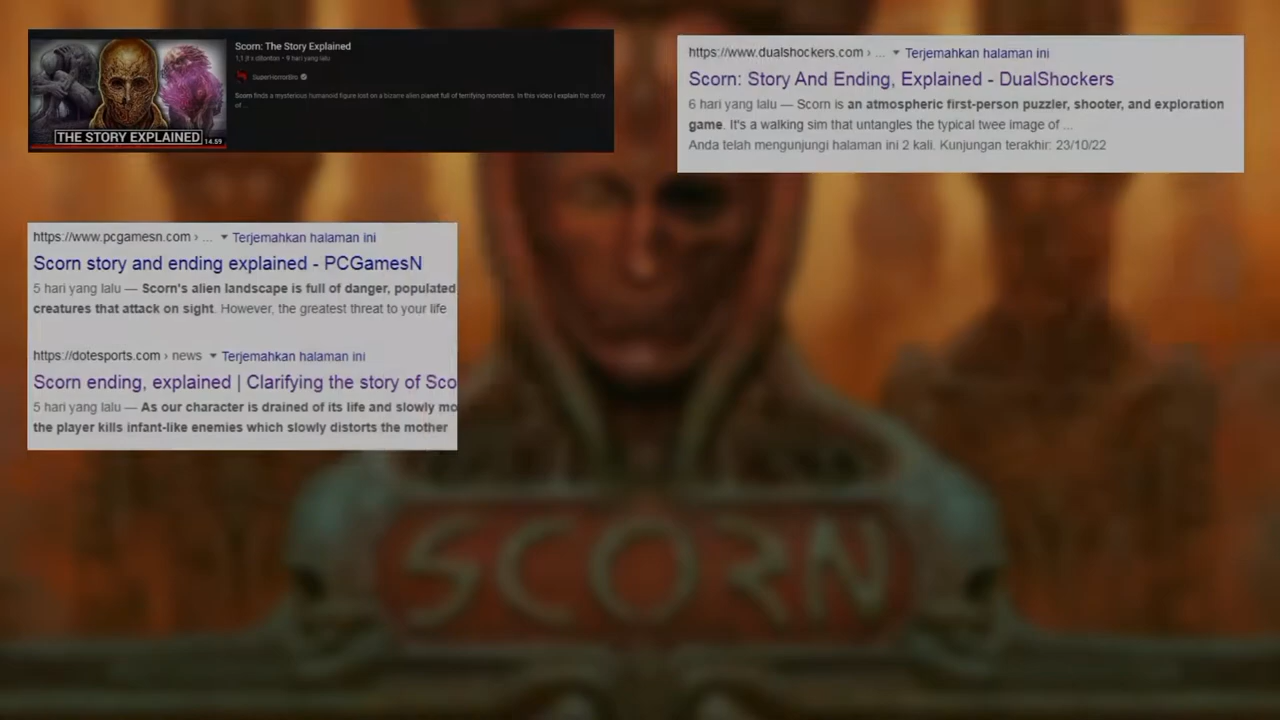 Scorn: The Story Explained
1,1 jt x ditonton • 9 hari yang lalu
SuperHorrorBro
Scorn finds a mysterious humanoid figure lost on a bizarre alien planet full of terrifying monsters. In this video I explain the story
of ...
THE STORY EXPLAINED
14.59
https://www.dualshockers.com › ... Terjemahkan halaman ini
Scorn: Story And Ending, Explained - DualShockers
6 hari yang lalu — Scorn is an atmospheric first-person puzzler, shooter, and exploration
game. It's a walking sim that untangles the typical twee image of ...
Anda telah mengunjungi halaman ini 2 kali. Kunjungan terakhir: 23/10/22
https://www.pcgamesn.com › ... Terjemahkan halaman ini
Scorn story and ending explained - PCGamesN
5 hari yang lalu — Scorn's alien landscape is full of danger, populated
creatures that attack on sight. However, the greatest threat to your life
https://dotesports.com › news Terjemahkan halaman ini
Scorn ending, explained | Clarifying the story of Sco
5 hari yang lalu — As our character is drained of its life and slowly mo
the player kills infant-like enemies which slowly distorts the mother
SCORN